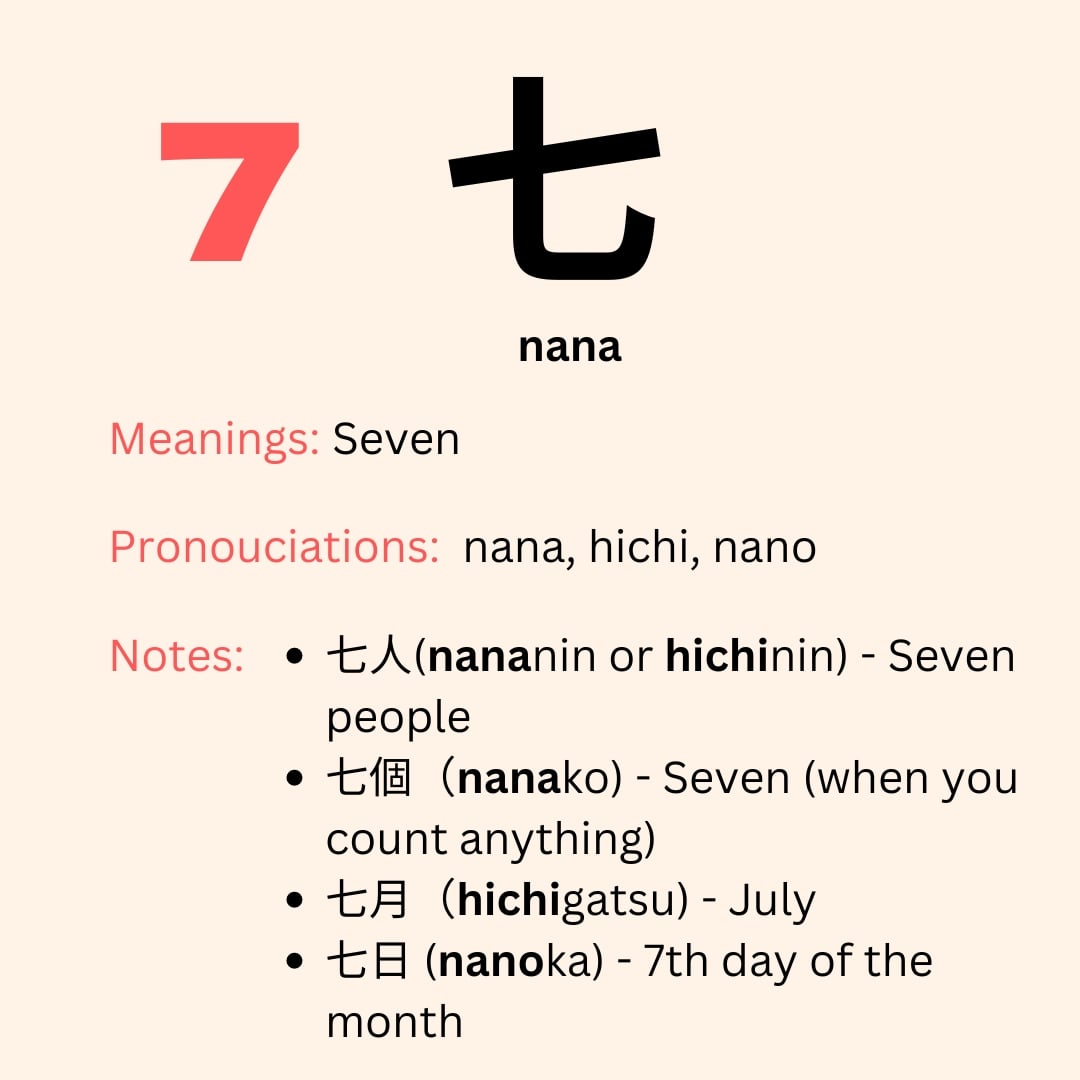 7 七
nana
Meanings: Seven
Pronouciations: nana, hichi, nano
Notes: • 七人(nananin or hichinin) - Seven
people
• 七個（nanako) - Seven (when you
count anything)
• 七月（hichigatsu) - July
• 七日 (nanoka) - 7th day of the
month